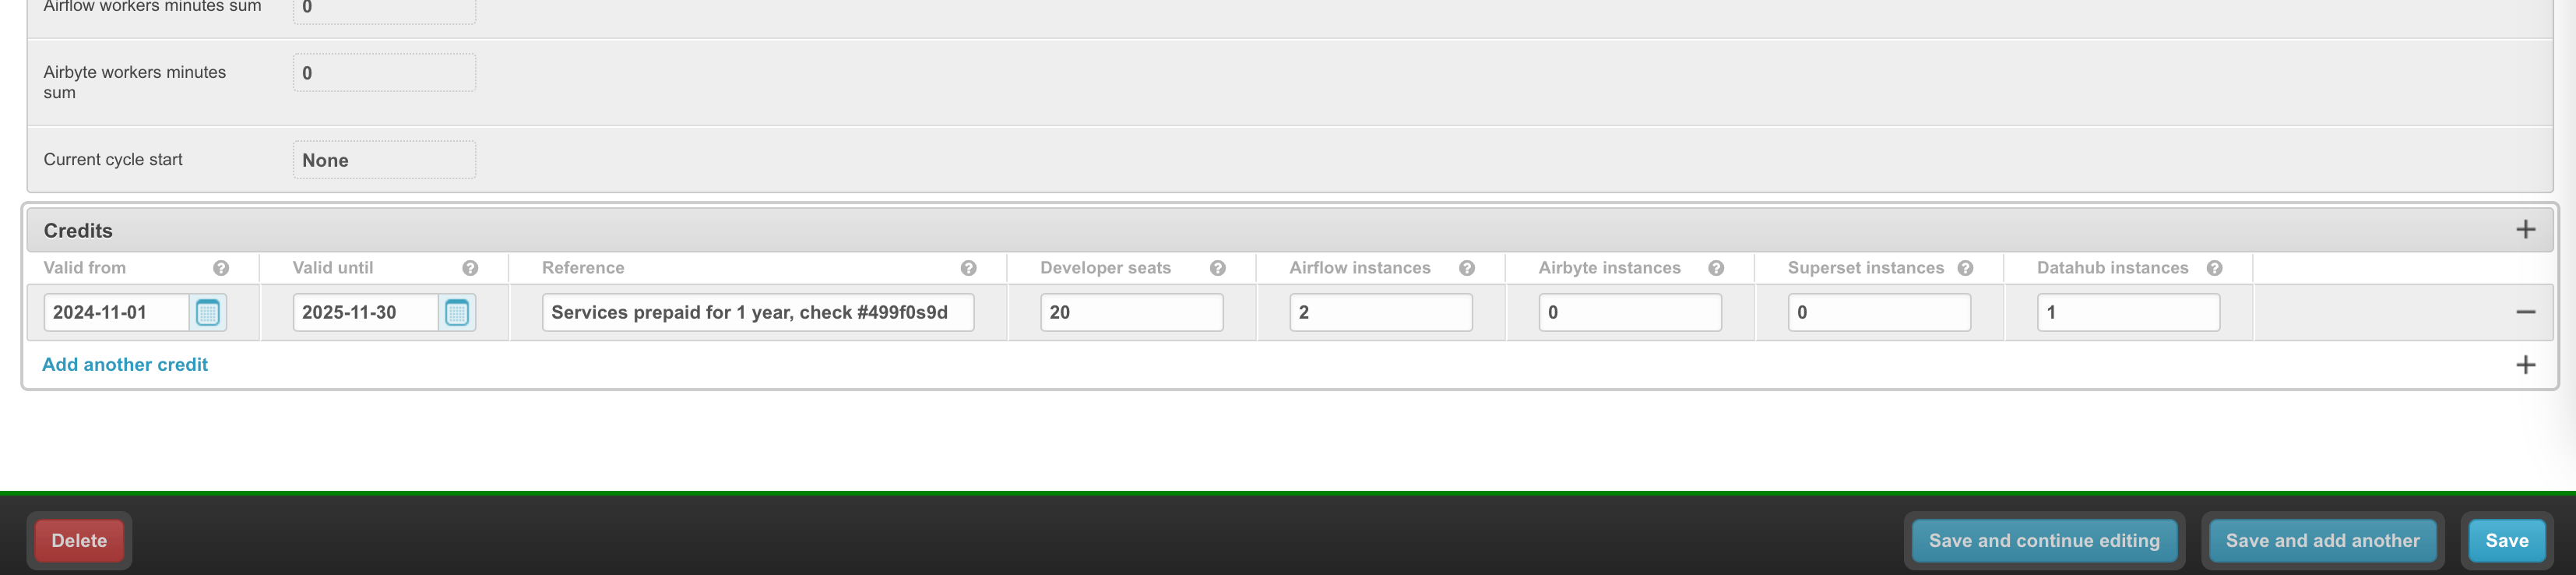 Airflow workers minutes sum 0
Airbyte workers minutes sum 0
Current cycle start None
Credits +
Valid from ? Valid until ? Reference ? Developer seats ? Airflow instances ? Airbyte instances ? Superset instances ? Datahub instances ?
2024-11-01 2025-11-30 Services prepaid for 1 year, check #499f0s9d 20 2 0 0 1 −
Add another credit +
Delete Save and continue editing Save and add another Save